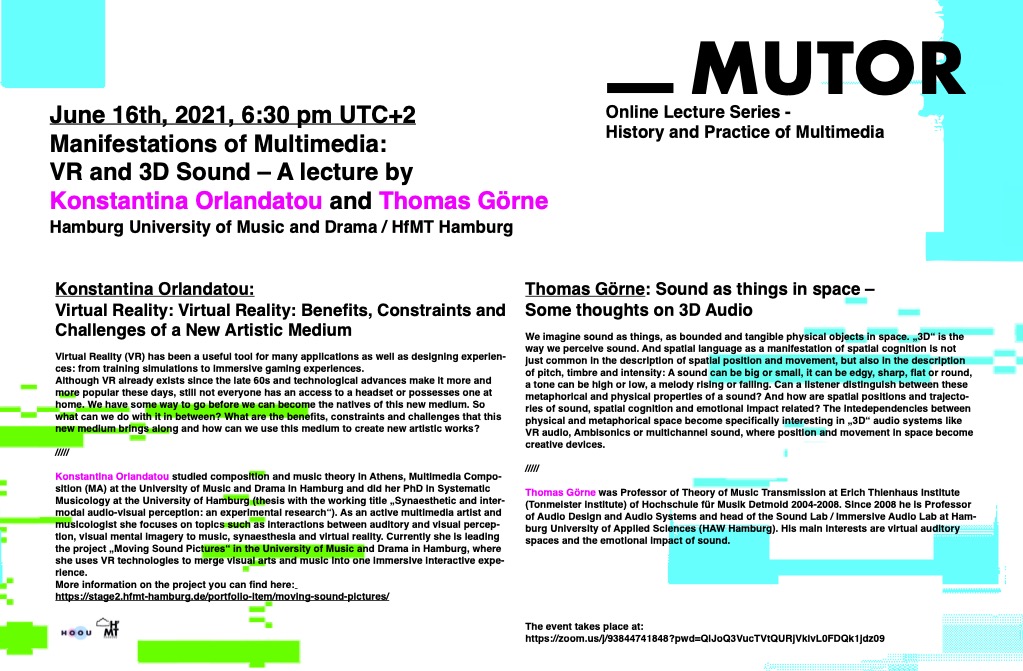 MUTOR
Online Lecture Series -
History and Practice of Multimedia
June 16th, 2021, 6:30 pm UTC+2
Manifestations of Multimedia:
VR and 3D Sound – A lecture by
Konstantina Orlandatou and Thomas Görne
Hamburg University of Music and Drama / HfMT Hamburg
Konstantina Orlandatou:
Virtual Reality: Virtual Reality: Benefits, Constraints and
Challenges of a New Artistic Medium
Virtual Reality (VR) has been a useful tool for many applications as well as designing experien-
ces: from training simulations to immersive gaming experiences.
Although VR already exists since the late 60s and technological advances make it more and
more popular these days, still not everyone has an access to a headset or possesses one at
home. We have some way to go before we can become the natives of this new medium. So
what can we do with it in between? What are the benefits, constraints and challenges that this
new medium brings along and how can we use this medium to create new artistic works?
/////
Konstantina Orlandatou studied composition and music theory in Athens, Multimedia Compo-
sition (MA) at the University of Music and Drama in Hamburg and did her PhD in Systematic
Musicology at the University of Hamburg (thesis with the working title „Synaesthetic and inter-
modal audio-visual perception: an experimental research“). As an active multimedia artist and
musicologist she focuses on topics such as interactions between auditory and visual percep-
tion, visual mental imagery to music, synaesthesia and virtual reality. Currently she is leading
the project „Moving Sound Pictures“ in the University of Music and Drama in Hamburg, where
she uses VR technologies to merge visual arts and music into one immersive interactive expe-
rience.
More information on the project you can find here:
https://stage2.hfmt-hamburg.de/portfolio-item/moving-sound-pictures/
HOOU
HfMT
Thomas Görne: Sound as things in space –
Some thoughts on 3D Audio
We imagine sound as things, as bounded and tangible physical objects in space. „3D“ is the
way we perceive sound. And spatial language as a manifestation of spatial cognition is not
just common in the description of spatial position and movement, but also in the description of
pitch, timbre and intensity: A sound can be big or small, it can be edgy, sharp, flat or round,
a tone can be high or low, a melody rising or falling. Can a listener distinguish between these
metaphorical and physical properties of a sound? And how are spatial positions and trajecto-
ries of sound, spatial cognition and emotional impact related? The intedependencies between
physical and metaphorical space become specifically interesting in „3D“ audio systems like
VR audio, Ambisonics or multichannel sound, where position and movement in space become
creative devices.
/////
Thomas Görne was Professor of Theory of Music Transmission at Erich Thienhaus Institute
(Tonmeister Institute) of Hochschule für Musik Detmold 2004-2008. Since 2008 he is Professor
of Audio Design and Audio Systems and head of the Sound Lab / Immersive Audio Lab at Ham-
burg University of Applied Sciences (HAW Hamburg). His main interests are virtual auditory
spaces and the emotional impact of sound.
The event takes place at:
https://zoom.us/j/93844741848?pwd=QlJoQ3VucTVtQURjVklvL0FDQk1jdz09